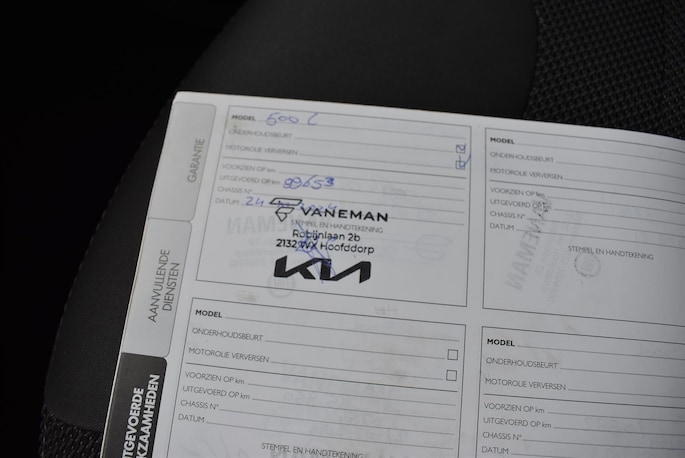 GARANTIE
AANVULLENDE
DIENSTEN
MODEL 500 L
ONDERHOUDSBEURT
MOTOROLIE VERVERSEN
VOORZIEN OP km
UITGEVOERD OP km 99653
CHASSIS N°
DATUM 24
VANEMAN
STEMPEL EN HANDTEKENING
Robijnlaan 2b
2132 WX Hoofddorp
KIA
MODEL
ONDERHOUDSBEURT
MOTOROLIE VERVERSEN
VOORZIEN OP km
UITGEVOERD OP
CHASSIS N°
DATUM
STEMPEL EN HANDTEKENING
MODEL
ONDERHOUDSBEURT
MOTOROLIE VERVERSEN
VOORZIEN OP km
UITGEVOERD OP km
CHASSIS N°
DATUM
STEMPEL EN HANDTEKENING
MODEL
ONDERHOUDSBEURT
MOTOROLIE VERVERSEN
VOORZIEN OP km
UITGEVOERD OP km
CHASSIS N°
DATUM